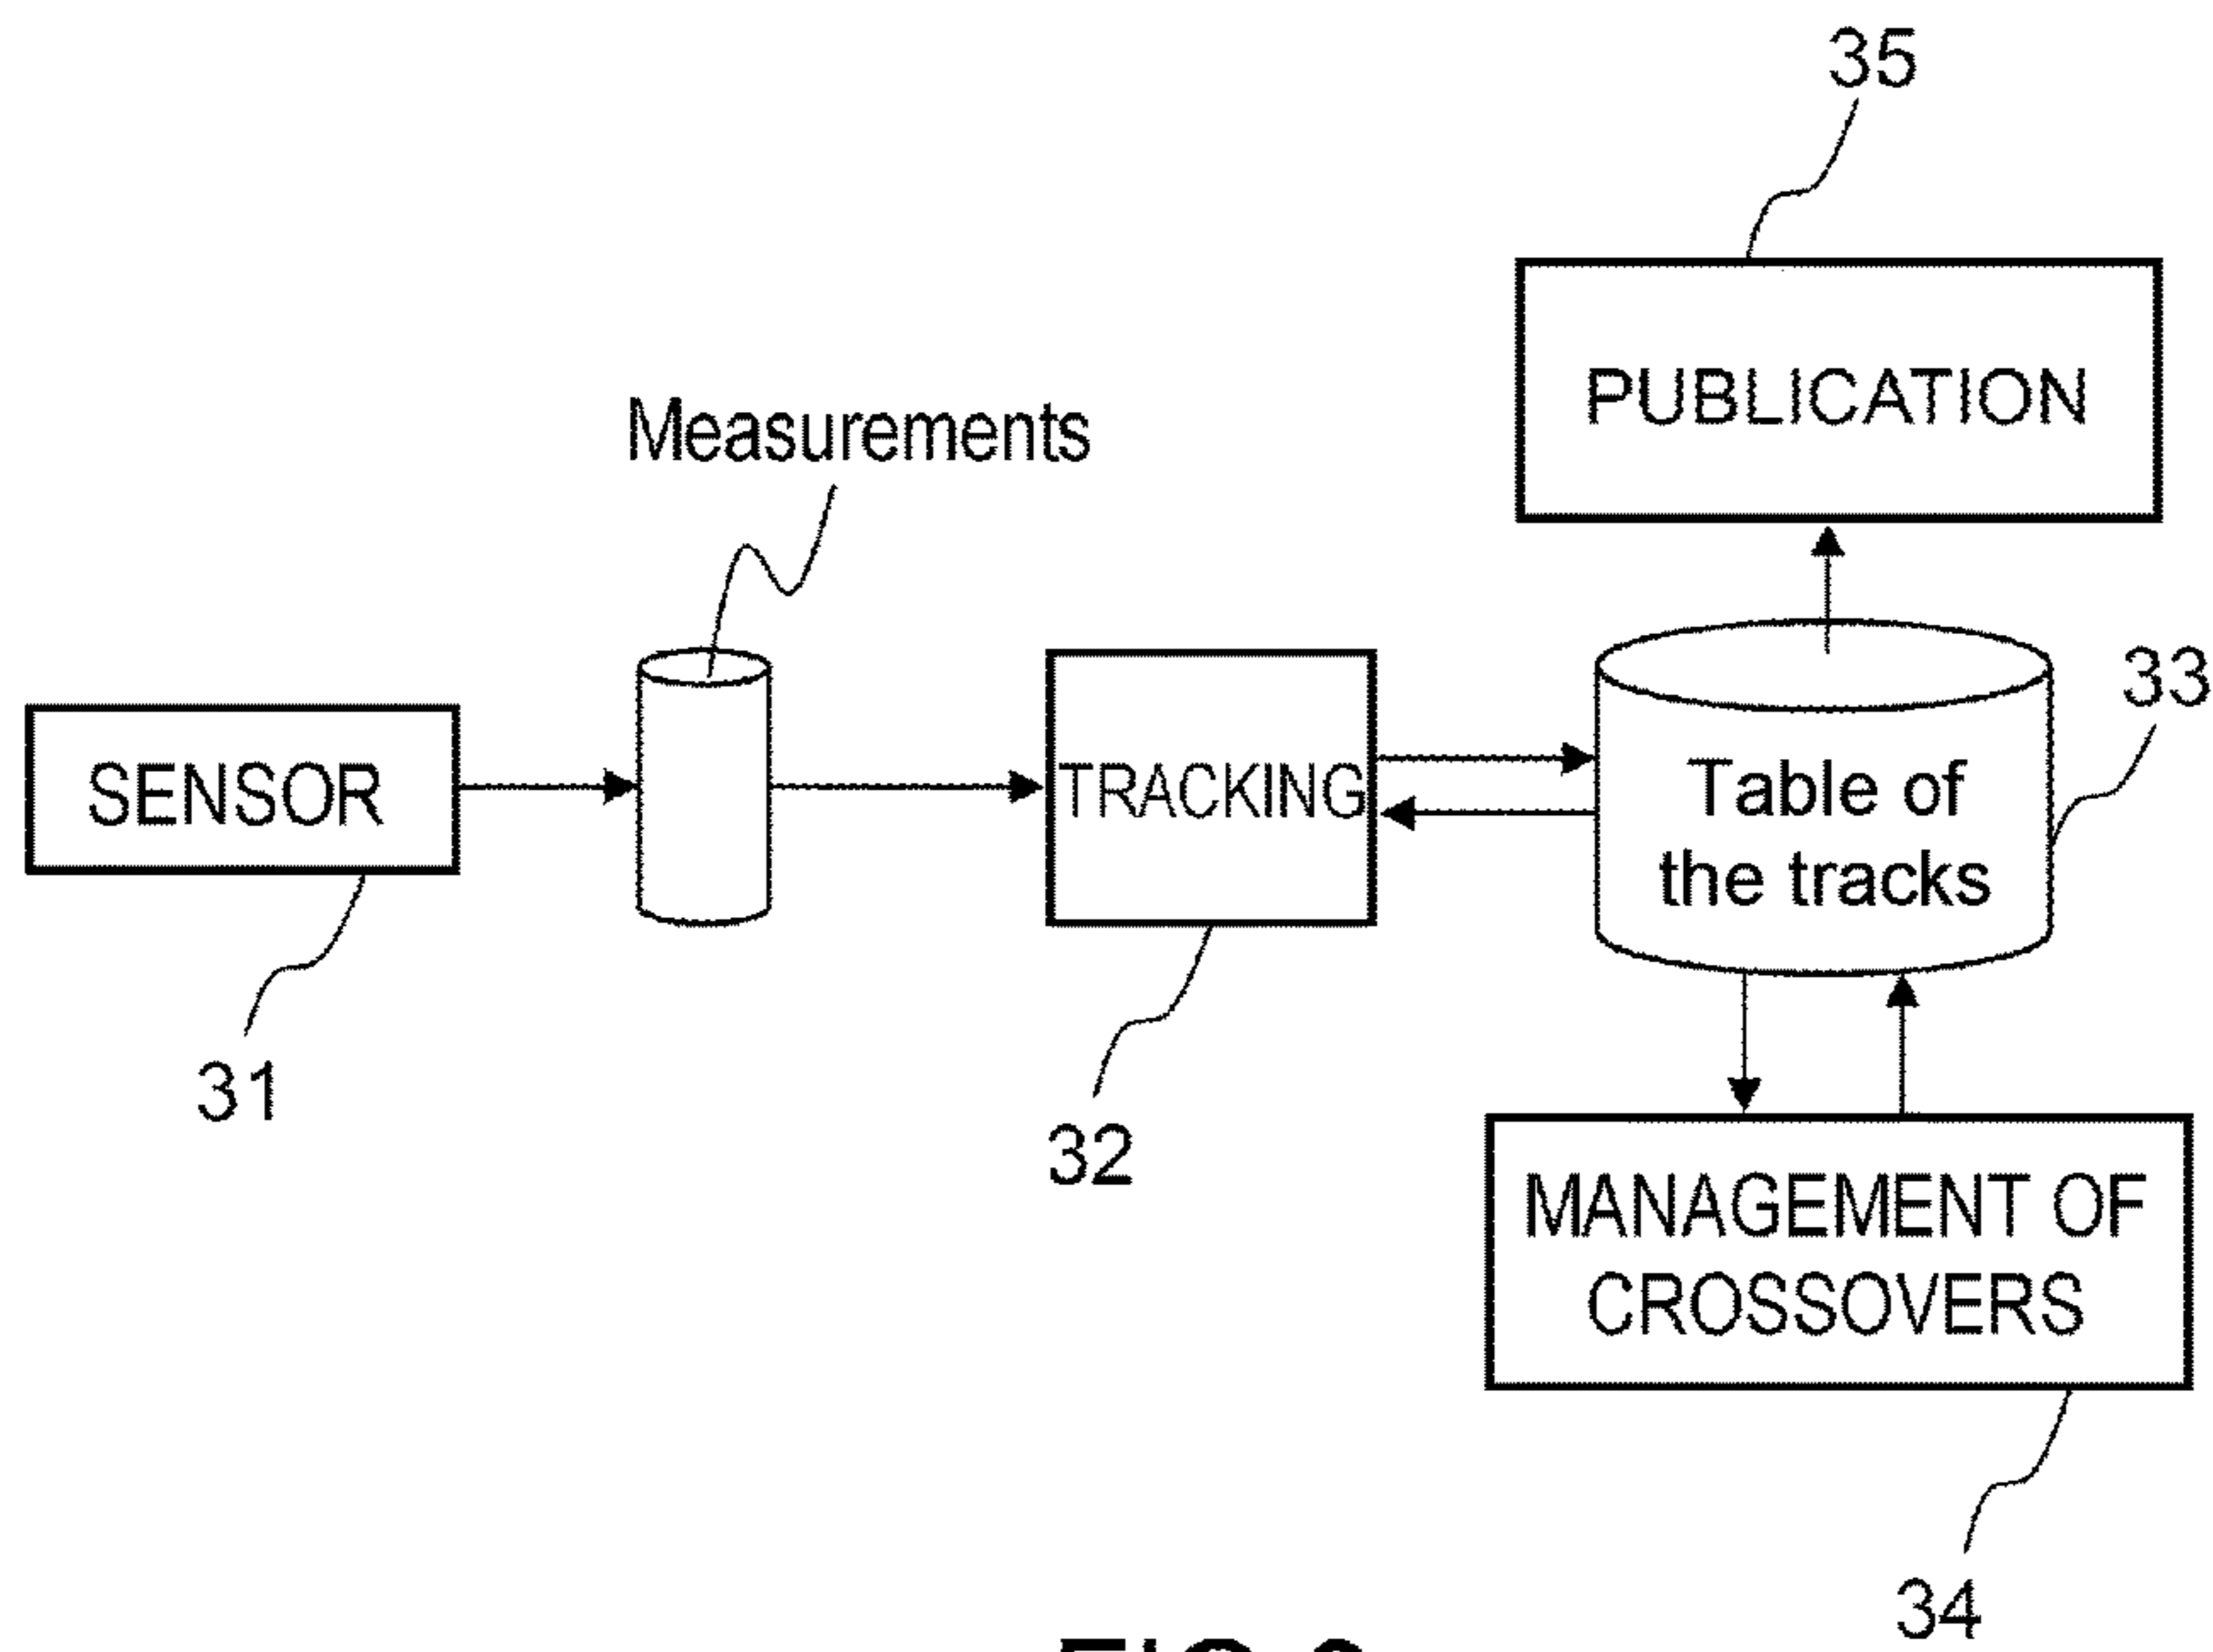 35
PUBLICATION
Measurements
33
SENSOR
TRACKING
Table of
the tracks
31
32
MANAGEMENT OF
CROSSOVERS
34